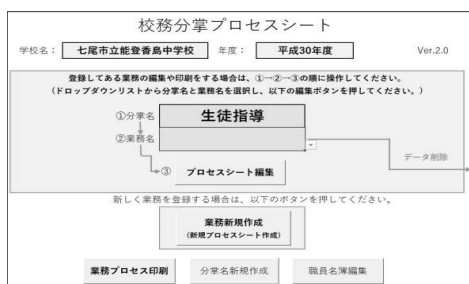 校務分掌プロセスシート
学校名： 七尾市立能登香島中学校 年度： 平成30年度 Ver.2.0
登録してある業務の編集や印刷をする場合は、①→②→③の順に操作してください。
（ドロップダウンリストから分掌名と業務名を選択し、以下の編集ボタンを押してください。）
①分掌名 生徒指導
②業務名
データ削除
③ プロセスシート編集
新しく業務を登録する場合は、以下のボタンを押してください。
業務新規作成
（新規プロセスシート作成）
業務プロセス印刷 分掌名新規作成 職員名簿編集